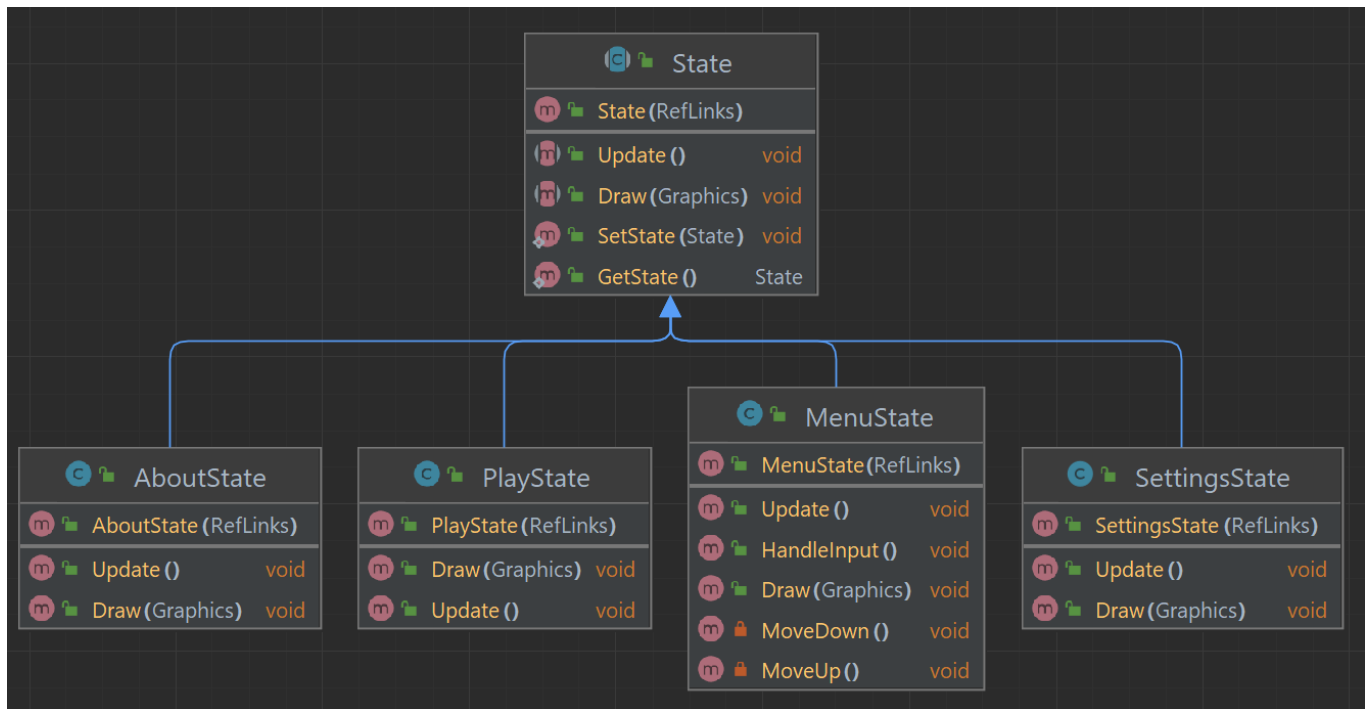 State
State(RefLinks)
Update() void
Draw(Graphics) void
SetState(State) void
GetState() State
AboutState
AboutState(RefLinks)
Update() void
Draw(Graphics) void
PlayState
PlayState(RefLinks)
Draw(Graphics) void
Update() void
MenuState
MenuState(RefLinks)
Update() void
HandleInput() void
Draw(Graphics) void
MoveDown() void
MoveUp() void
SettingsState
SettingsState(RefLinks)
Update() void
Draw(Graphics) void